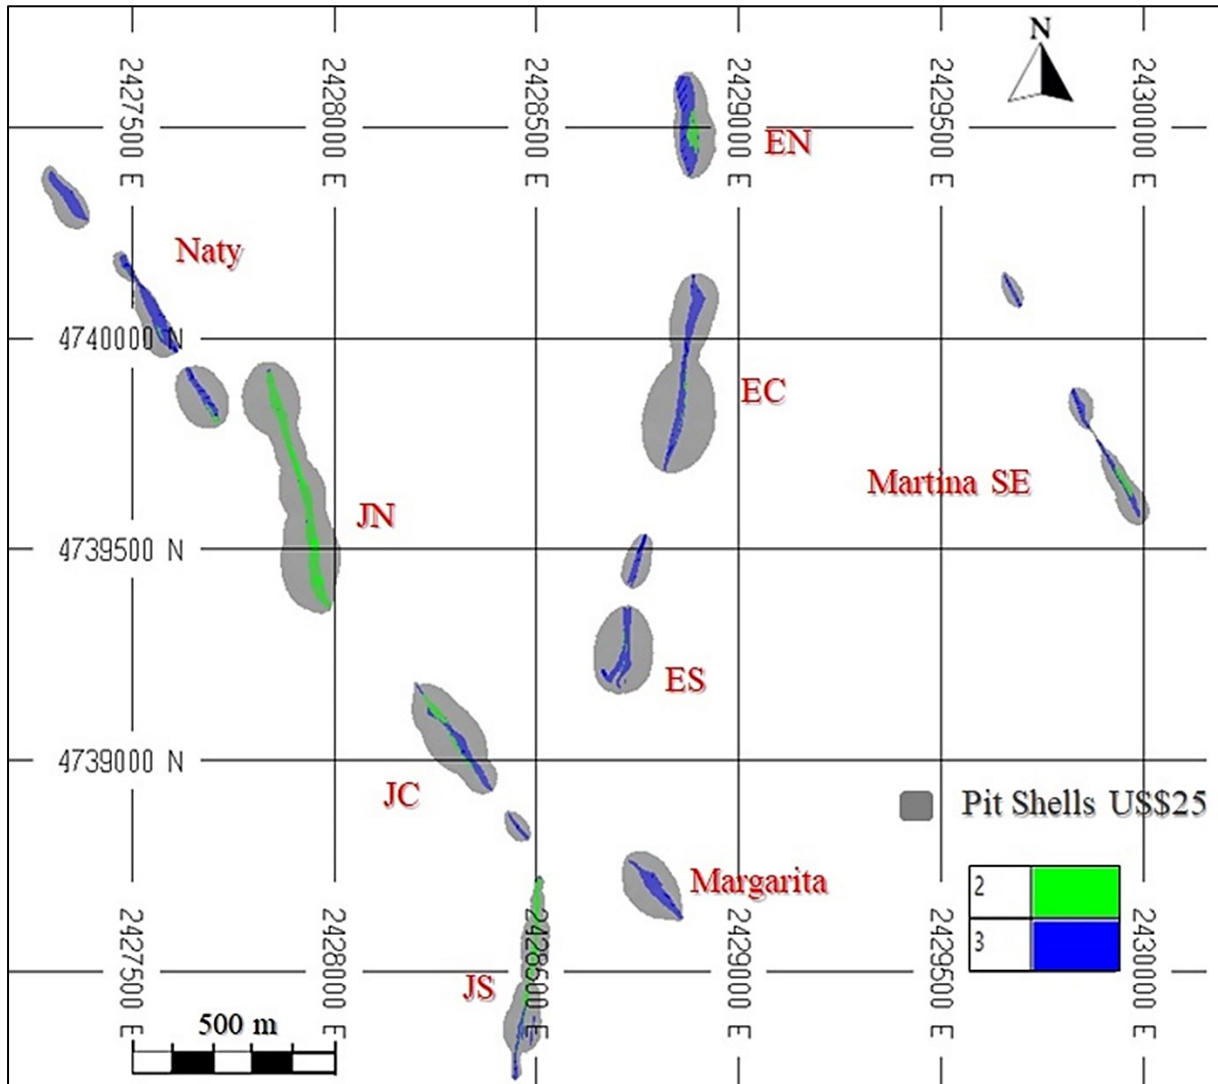 N
2427500 E
2428000 E
2428500 E
2429000 E
2429500 E
2430000 E
EN
Naty
4740000 N
EC
Martina SE
JN
4739500 N
ES
4739000 N
JC
Pit Shells US$25
Margarita
2
3
2427500 E
2428000 E
2428500 E
2429000 E
2429500 E
2430000 E
JS
500 m